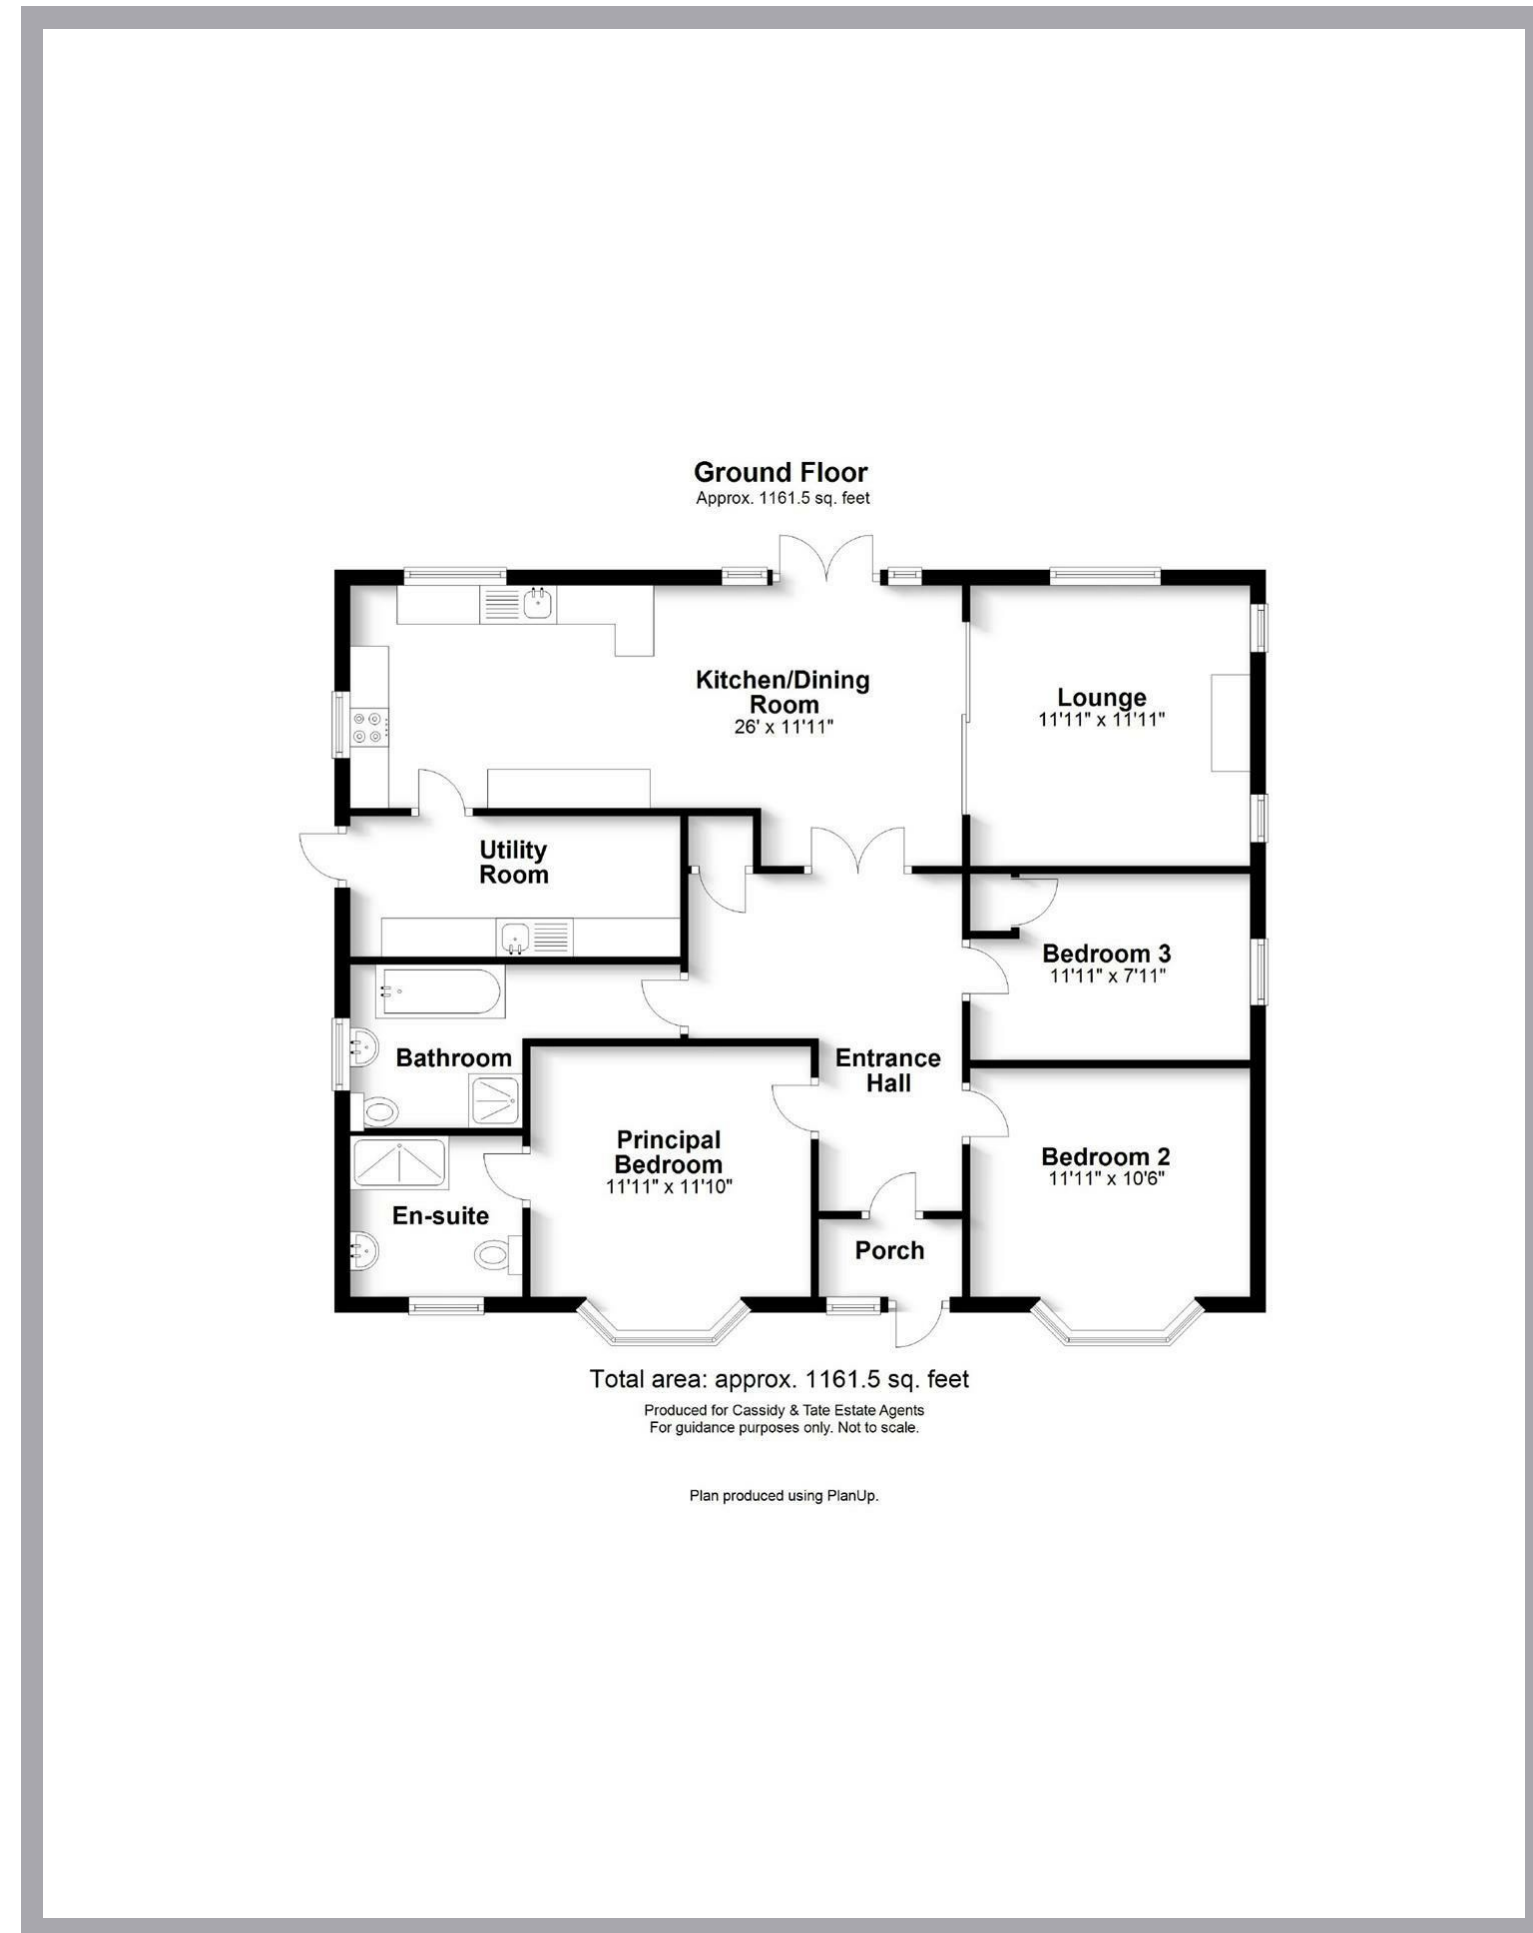 Ground Floor
Approx. 1161.5 sq. feet
Kitchen/Dining
Room
26' x 11'11"
Lounge
11'11" x 11'11"
Utility
Room
Bedroom 3
11'11" x 7'11"
Bathroom
Entrance
Hall
Principal
Bedroom
11'11" x 11'10"
Bedroom 2
11'11" x 10'6"
En-suite
Porch
Total area: approx. 1161.5 sq. feet
Produced for Cassidy & Tate Estate Agents
For guidance purposes only. Not to scale.
Plan produced using PlanUp.